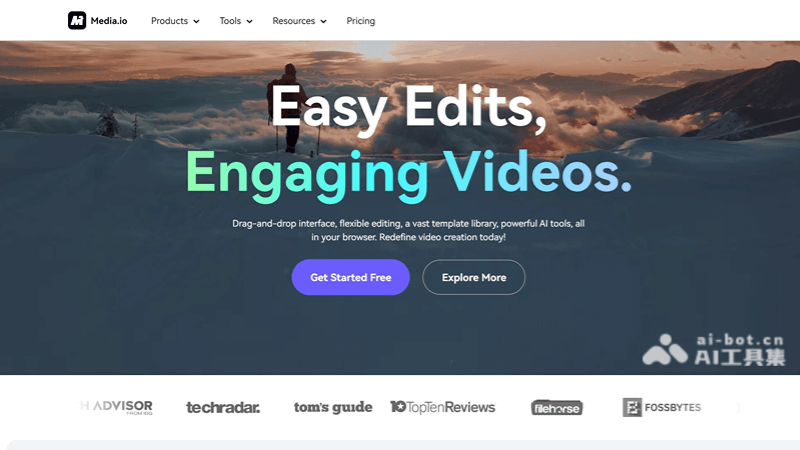 Media.io Products Tools Resources Pricing
Easy Edits,
Engaging Videos.
Drag-and-drop interface, flexible editing, a vast template library, powerful AI tools, all
in your browser. Redefine video creation today!
Get Started Free Explore More
ai-bot.cn
AI工具集
H ADVISOR
FROM IDG
techradar.
tom's guide
10TopTenReviews
filehorse
FOSSBYTES